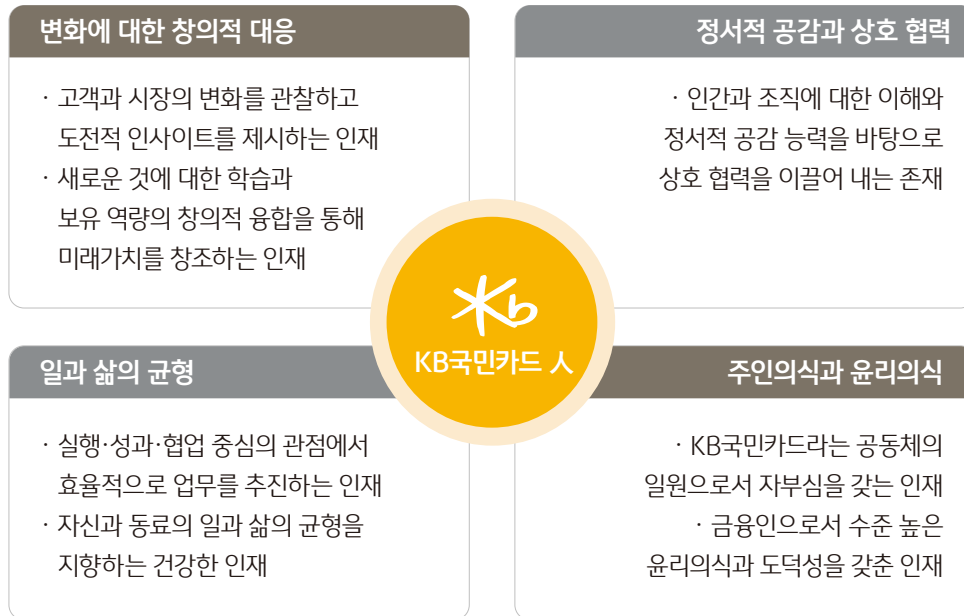 변화에 대한 창의적 대응
· 고객과 시장의 변화를 관찰하고
도전적 인사이트를 제시하는 인재
· 새로운 것에 대한 학습과
보유 역량의 창의적 융합을 통해
미래가치를 창조하는 인재
정서적 공감과 상호 협력
· 인간과 조직에 대한 이해와
정서적 공감 능력을 바탕으로
상호 협력을 이끌어 내는 존재
Kb
KB국민카드 人
일과 삶의 균형
· 실행·성과·협업 중심의 관점에서
효율적으로 업무를 추진하는 인재
· 자신과 동료의 일과 삶의 균형을
지향하는 건강한 인재
주인의식과 윤리의식
· KB국민카드라는 공동체의
일원으로서 자부심을 갖는 인재
· 금융인으로서 수준 높은
윤리의식과 도덕성을 갖춘 인재